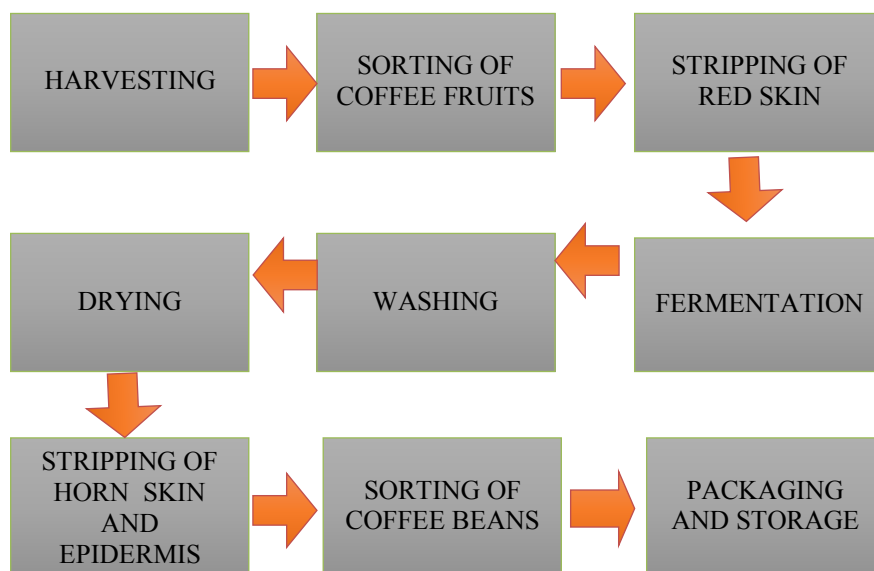 HARVESTING
SORTING OF
COFFEE FRUITS
STRIPPING OF
RED SKIN
FERMENTATION
WASHING
DRYING
STRIPPING OF
HORN SKIN
AND
EPIDERMIS
SORTING OF
COFFEE BEANS
PACKAGING
AND STORAGE